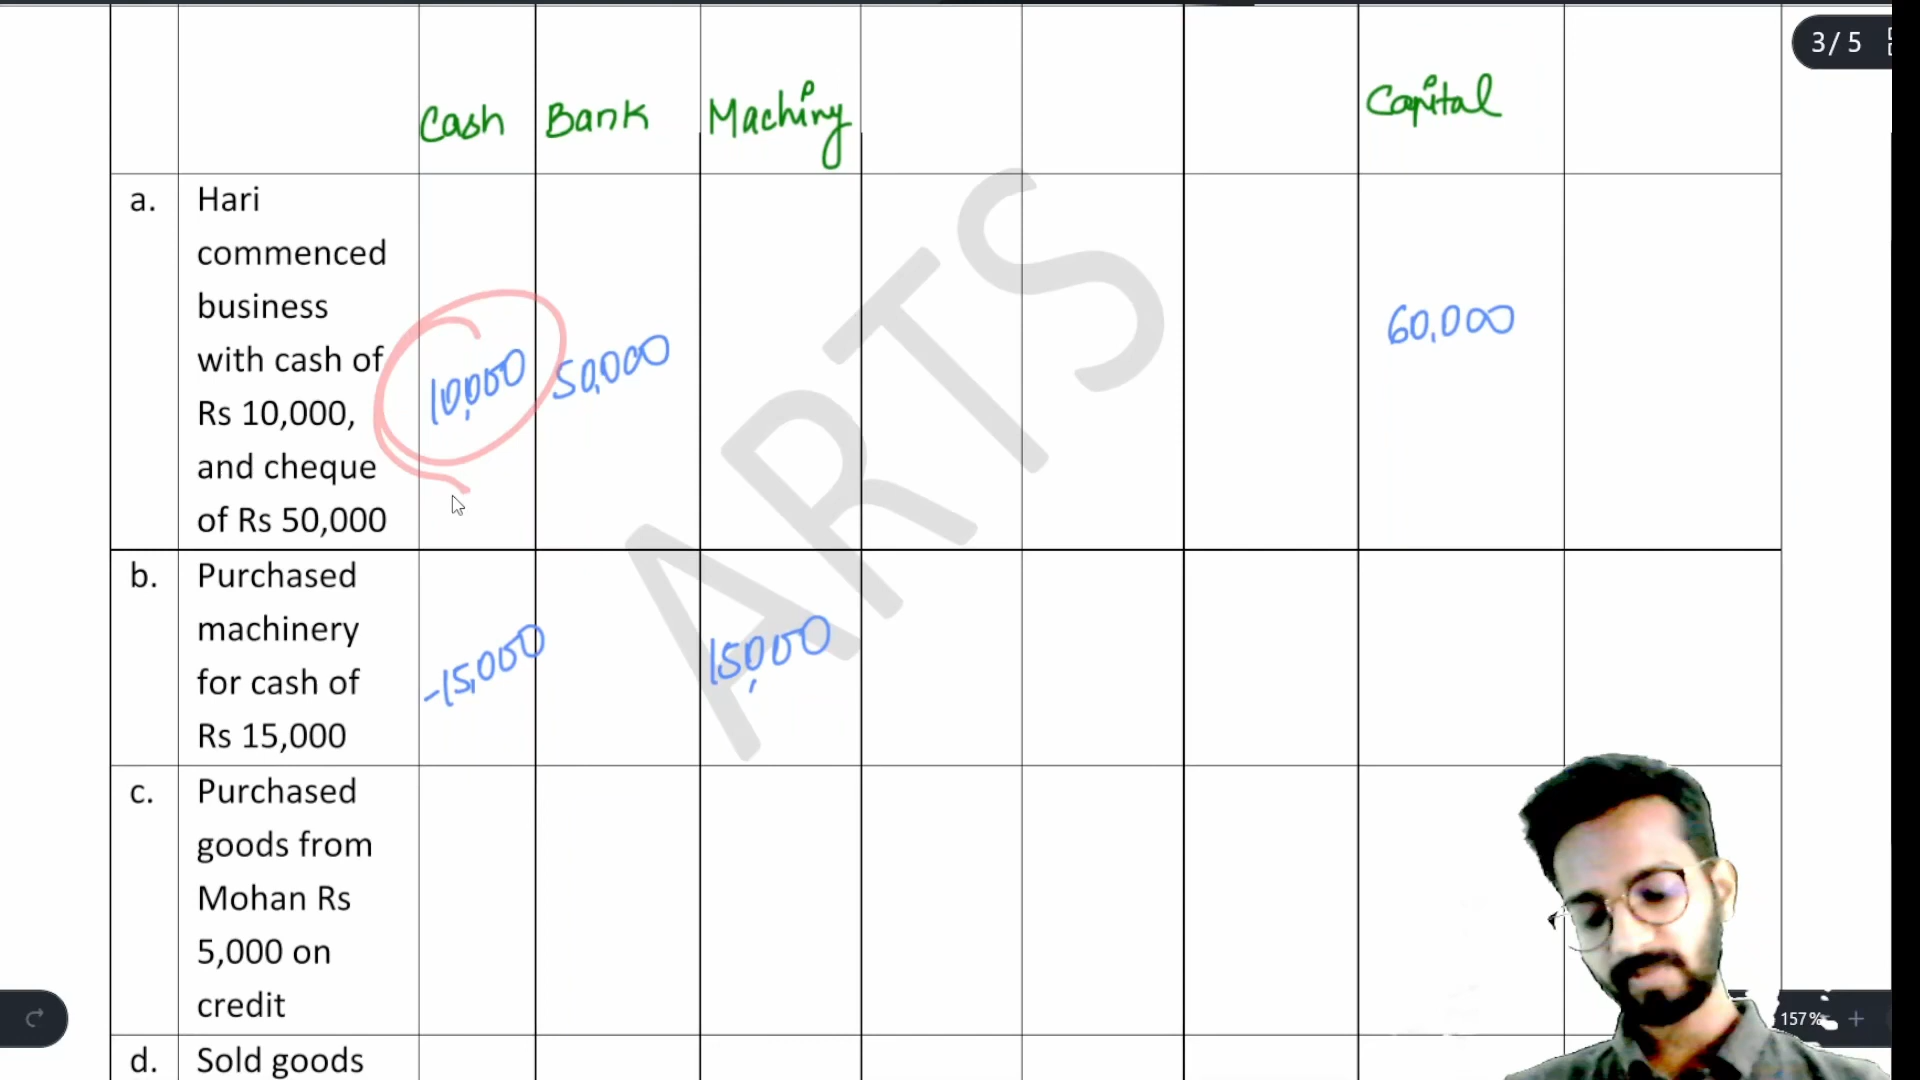 3/5
Cash Bank Machiny Capital
a. Hari
commenced
business
with cash of
Rs 10,000,
and cheque
of Rs 50,000
10,000 50,000 60,000
b. Purchased
machinery
for cash of
Rs 15,000
-15,000 15,000
c. Purchased
goods from
Mohan Rs
5,000 on
credit
d. Sold goods
ARTS
157%